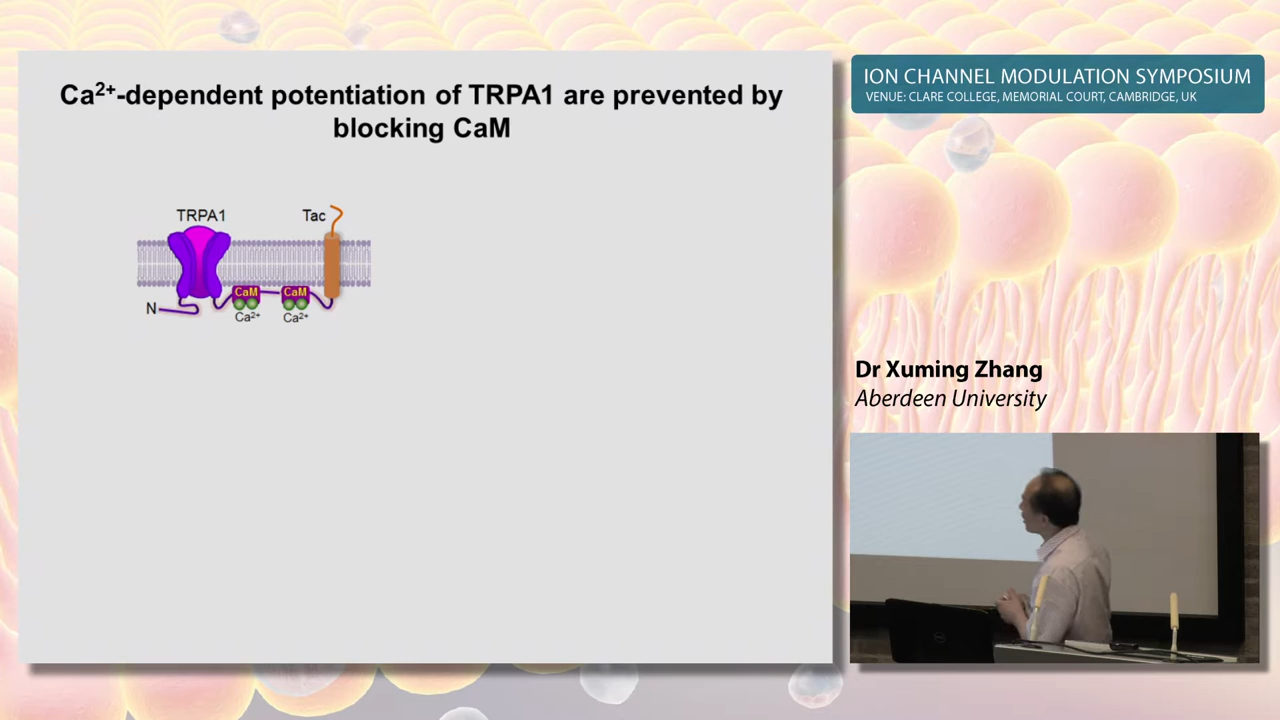 Ca²⁺-dependent potentiation of TRPA1 are prevented by
blocking CaM
TRPA1
Tac
CaM
CaM
N
Ca²⁺
Ca²⁺
ION CHANNEL MODULATION SYMPOSIUM
VENUE: CLARE COLLEGE, MEMORIAL COURT, CAMBRIDGE, UK
Dr Xuming Zhang
Aberdeen University